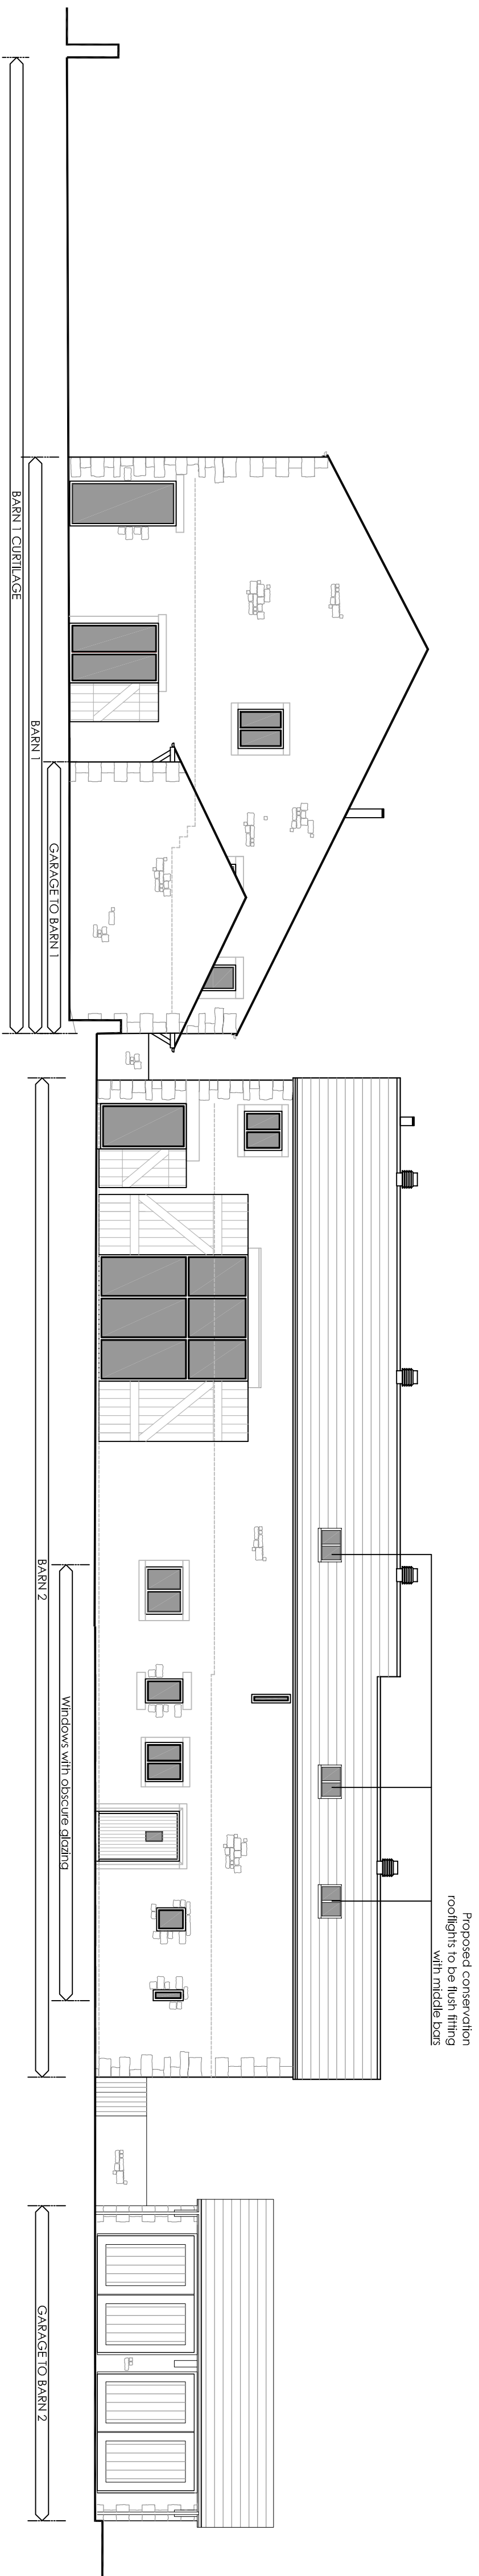 Proposed conservation
rooflights to be flush fitting
with middle bars
GARAGE TO BARN 1
BARN 1
BARN 1 CURTILAGE
Windows with obscure glazing
BARN 2
GARAGE TO BARN 2